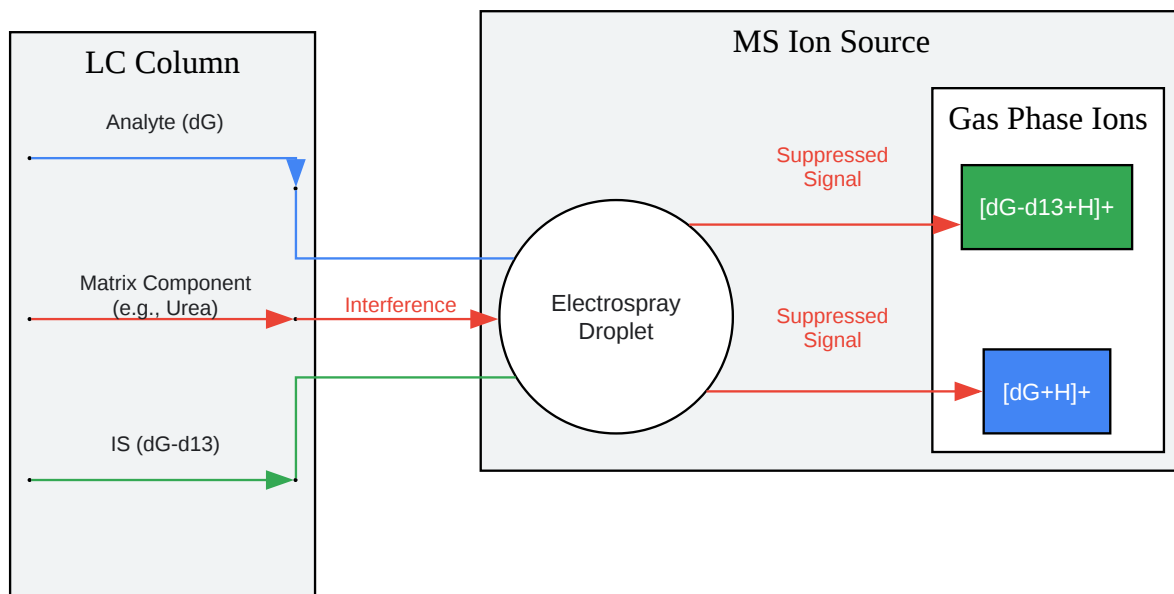 LC Column
Analyte (dG)
Matrix Component
(e.g., Urea)
IS (dG-d13)
Interference
MS Ion Source
Electrospray
Droplet
Suppressed
Signal
Suppressed
Signal
Gas Phase Ions
[dG-d13+H]+
[dG+H]+